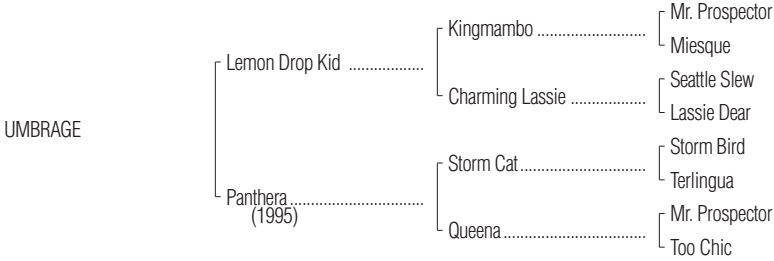 Mr. Prospector
Kingmambo ..........................
Miesque
Lemon Drop Kid ..................
Seattle Slew
Charming Lassie ..................
Lassie Dear
UMBRAGE
Storm Bird
Storm Cat..............................
Terlingua
Panthera................................
(1995)
Mr. Prospector
Queena..................................
Too Chic